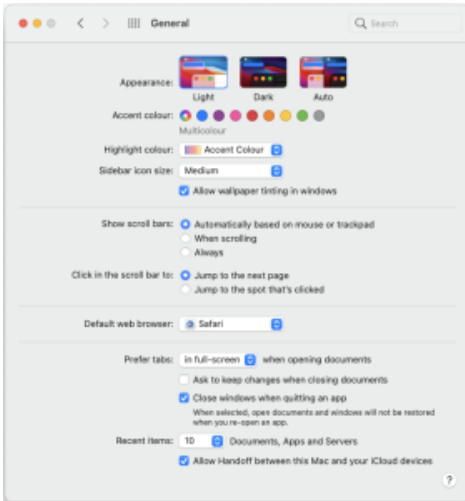 General
Search
Appearance:
Light Dark Auto
Accent colour:
Multicolour
Highlight colour: Accent Colour
Sidebar icon size: Medium
Allow wallpaper tinting in windows
Show scroll bars: Automatically based on mouse or trackpad
When scrolling
Always
Click in the scroll bar to: Jump to the next page
Jump to the spot that's clicked
Default web browser: Safari
Prefer tabs: in full-screen when opening documents
Ask to keep changes when closing documents
Close windows when quitting an app
When selected, open documents and windows will not be restored
when you re-open an app.
Recent items: 10 Documents, Apps and Servers
Allow Handoff between this Mac and your iCloud devices
?